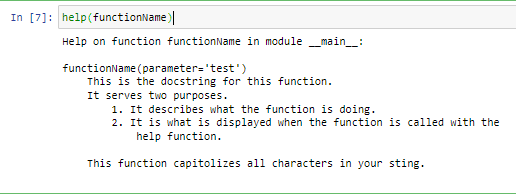 In [7]: help(functionName)
Help on function functionName in module __main__:
functionName(parameter='test')
This is the docstring for this function.
It serves two purposes.
1. It describes what the function is doing.
2. It is what is displayed when the function is called with the
help function.
This function capitolizes all characters in your sting.